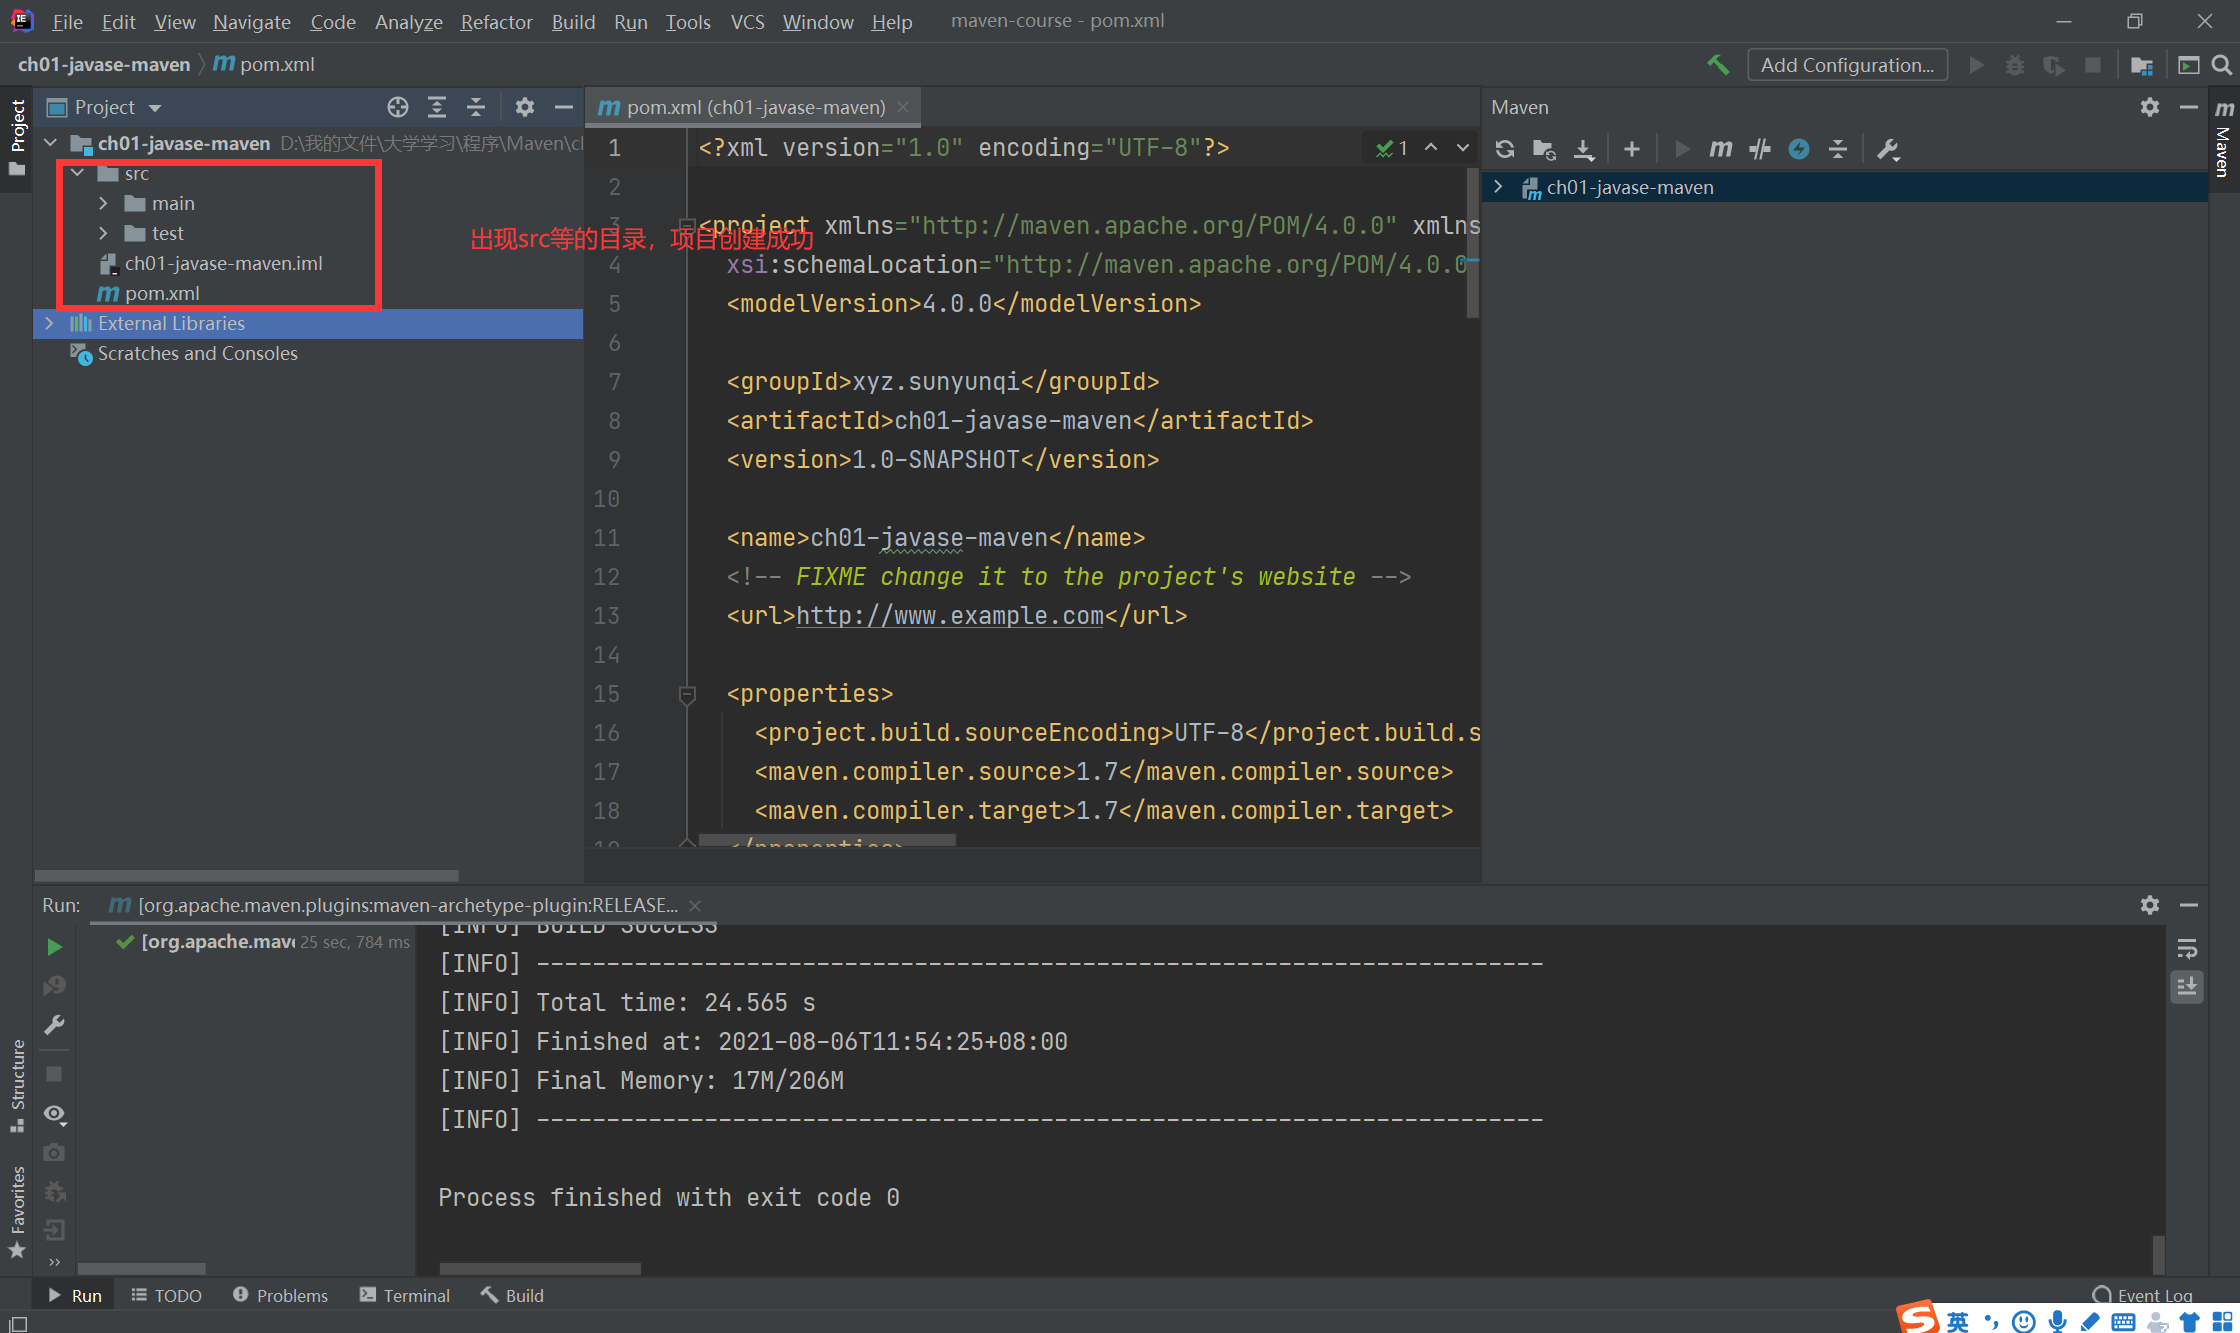 File Edit View Navigate Code Analyze Refactor Build Run Tools VCS Window Help maven-course - pom.xml
ch01-javase-maven pom.xml Add Configuration...
Project
Project
pom.xml (ch01-javase-maven)
Maven
Maven
ch01-javase-maven D:\我的文件\大学学习\程序\Maven\cl
src
main
test
ch01-javase-maven.iml
pom.xml
External Libraries
Scratches and Consoles
出现src等的目录，项目创建成功
1 <?xml version="1.0" encoding="UTF-8"?>
1
2
3 <project xmlns="http://maven.apache.org/POM/4.0.0" xmlns
4 xsi:schemaLocation="http://maven.apache.org/POM/4.0.0
5 <modelVersion>4.0.0</modelVersion>
6
7 <groupId>xyz.sunyunqi</groupId>
8 <artifactId>ch01-javase-maven</artifactId>
9 <version>1.0-SNAPSHOT</version>
10
11 <name>ch01-javase-maven</name>
12 <!-- FIXME change it to the project's website -->
13 <url>http://www.example.com</url>
14
15 <properties>
16 <project.build.sourceEncoding>UTF-8</project.build.s
17 <maven.compiler.source>1.7</maven.compiler.source>
18 <maven.compiler.target>1.7</maven.compiler.target>
19 </properties>
ch01-javase-maven
Run: [org.apache.maven.plugins:maven-archetype-plugin:RELEASE...
[org.apache.mave 25 sec, 784 ms
[INFO] BUILD SUCCESS
[INFO] ------------------------------------------------------------------------
[INFO] Total time: 24.565 s
[INFO] Finished at: 2021-08-06T11:54:25+08:00
[INFO] Final Memory: 17M/206M
[INFO] ------------------------------------------------------------------------
Process finished with exit code 0
Structure
Favorites
Run TODO Problems Terminal Build Event Log
英